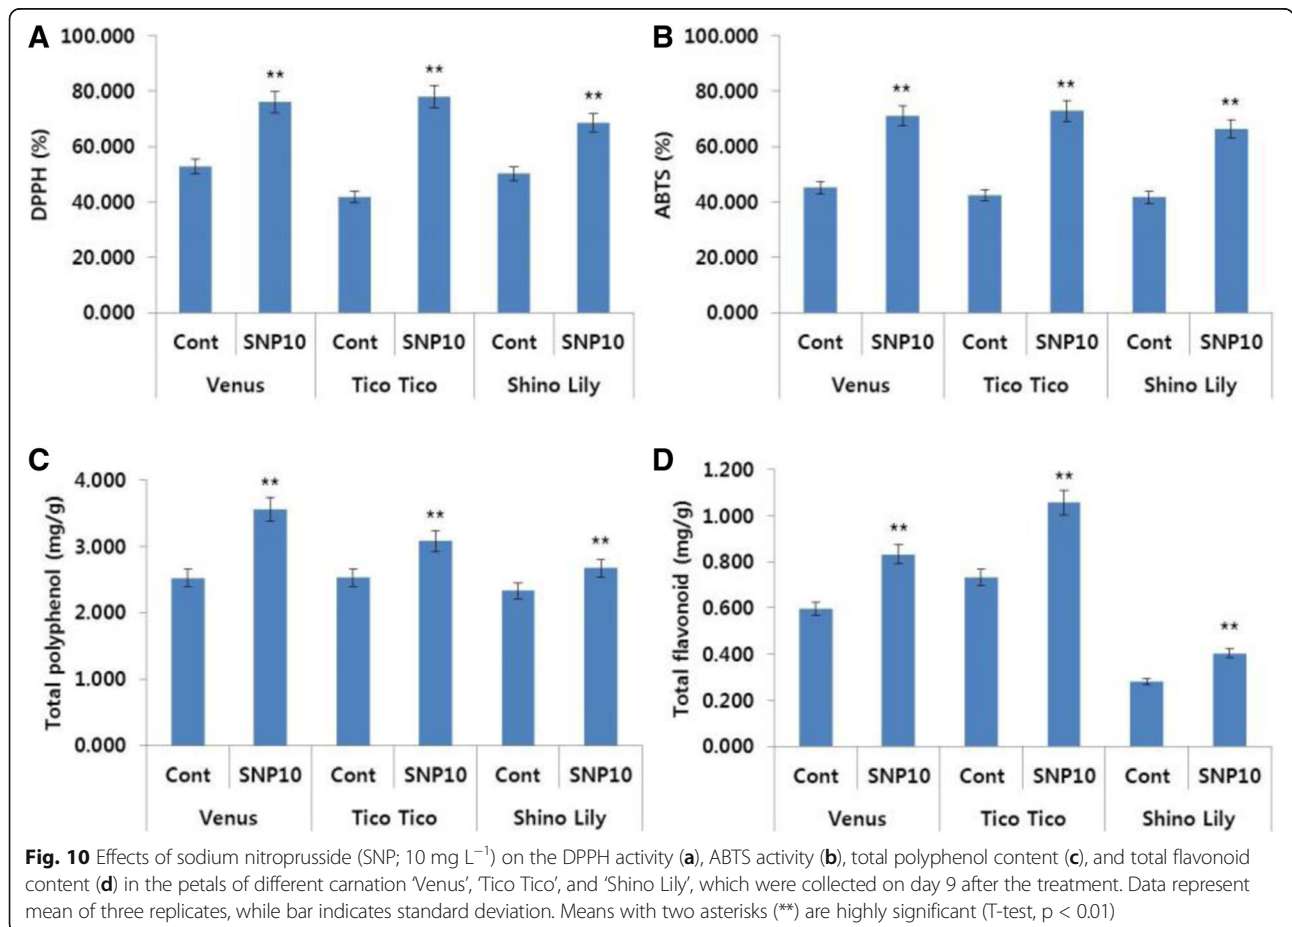 A
100.000
80.000
60.000
40.000
20.000
0.000
DPPH (%)
** ** **
Cont SNP10 Cont SNP10 Cont SNP10
Venus Tico Tico Shino Lily
B
100.000
80.000
60.000
40.000
20.000
0.000
ABTS (%)
** ** **
Cont SNP10 Cont SNP10 Cont SNP10
Venus Tico Tico Shino Lily
C
4.000
3.000
2.000
1.000
0.000
Total polyphenol (mg/g)
** ** **
Cont SNP10 Cont SNP10 Cont SNP10
Venus Tico Tico Shino Lily
D
1.200
1.000
0.800
0.600
0.400
0.200
0.000
Total flavonoid (mg/g)
** ** **
Cont SNP10 Cont SNP10 Cont SNP10
Venus Tico Tico Shino Lily
Fig. 10 Effects of sodium nitroprusside (SNP; 10 mg L⁻¹) on the DPPH activity (a), ABTS activity (b), total polyphenol content (c), and total flavonoid
content (d) in the petals of different carnation ‘Venus’, ‘Tico Tico’, and ‘Shino Lily’, which were collected on day 9 after the treatment. Data represent
mean of three replicates, while bar indicates standard deviation. Means with two asterisks (**) are highly significant (T-test, p < 0.01)